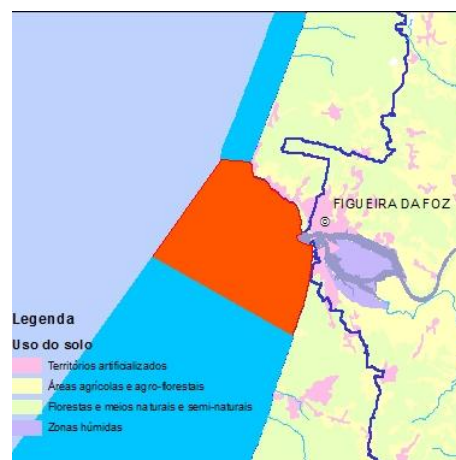 FIGUEIRA DA FOZ
©
Legenda
Uso do solo
Territórios artificializados
Áreas agrícolas e agro-florestais
Florestas e meios naturais e semi-naturais
Zonas húmidas